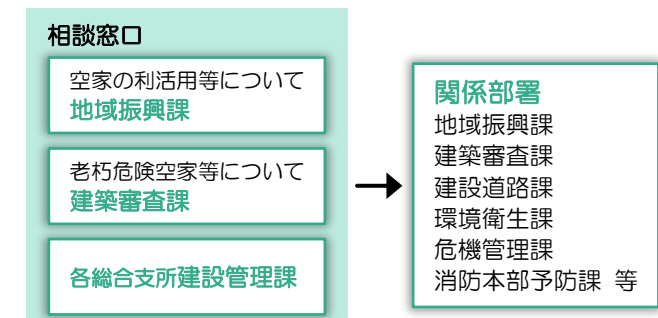 相談窓口
空家の利活用等について
地域振興課
老朽危険空家等について
建築審査課
各総合支所建設管理課
関係部署
地域振興課
建築審査課
建設道路課
環境衛生課
危機管理課
消防本部予防課 等